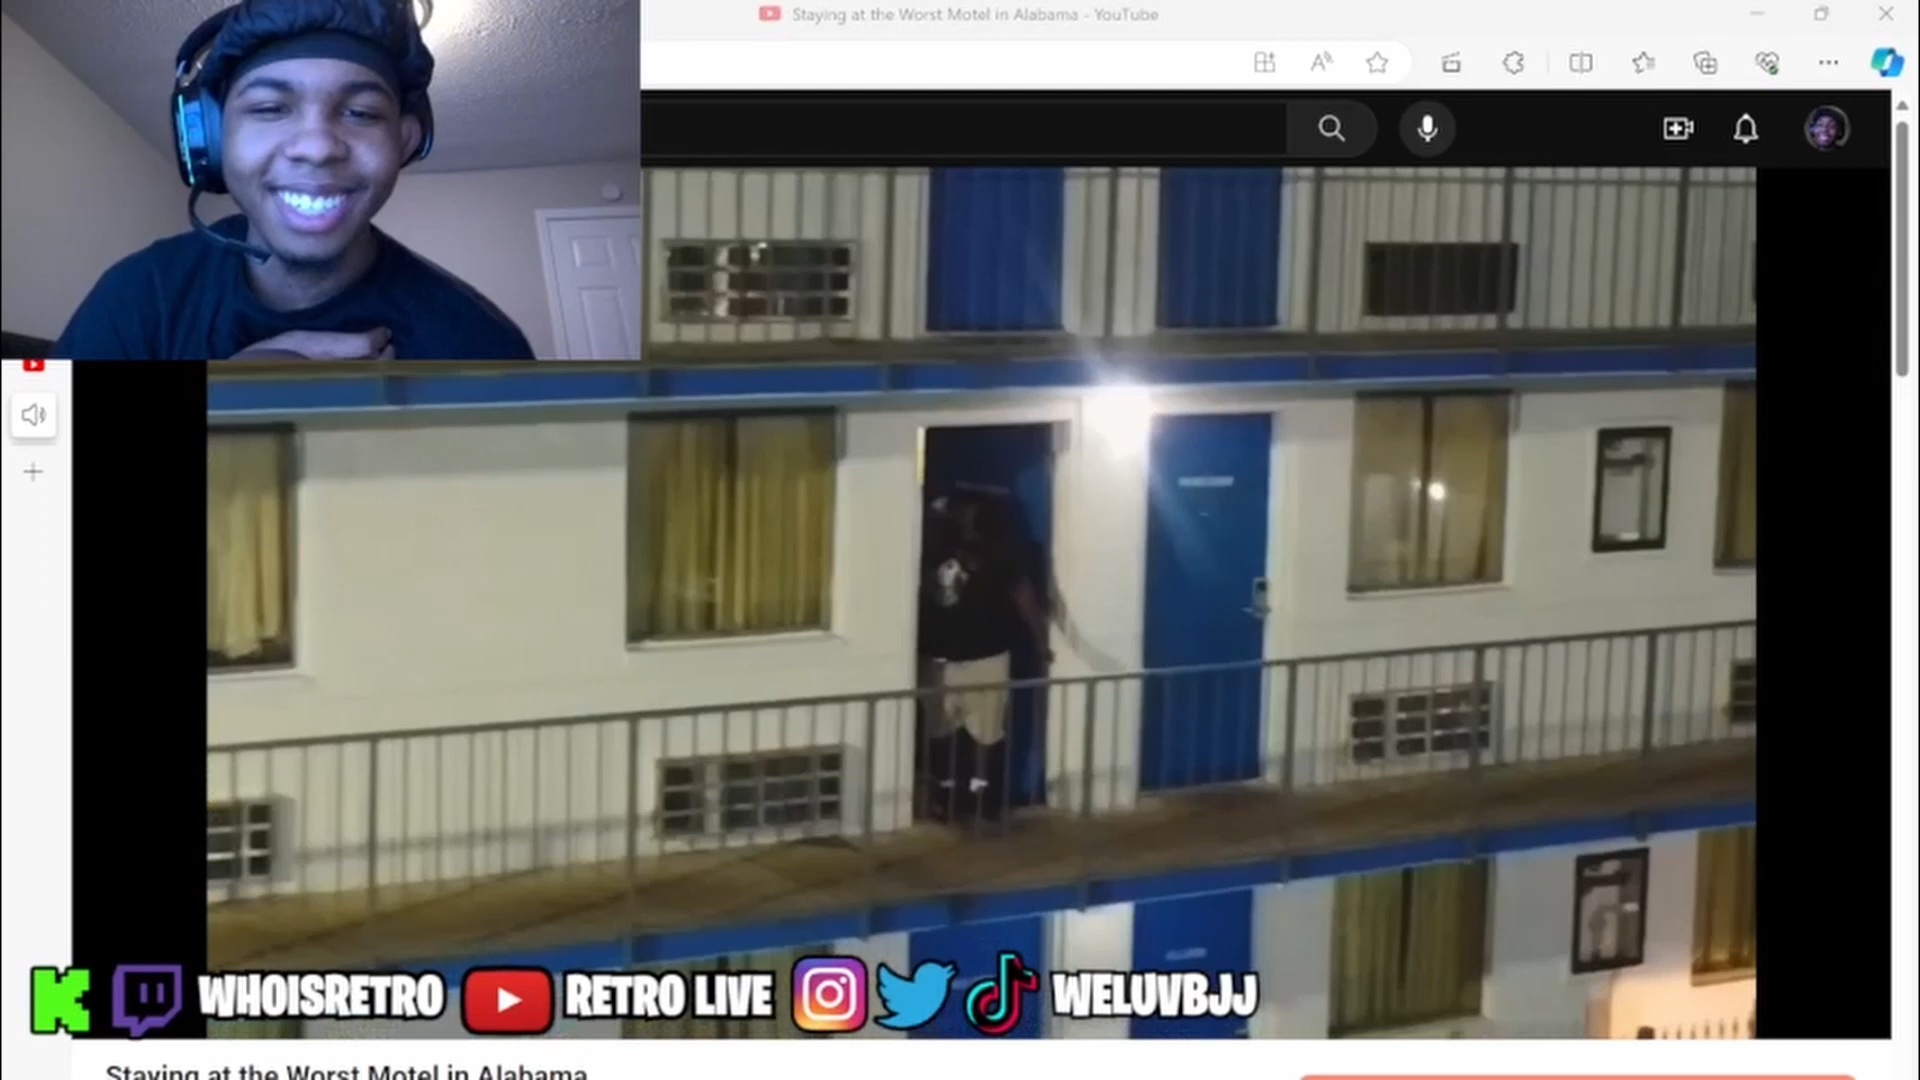 Staying at the Worst Motel in Alabama - YouTube
WHOISRETRO RETRO LIVE WELUVBJJ
Staying at the Worst Motel in Alabama